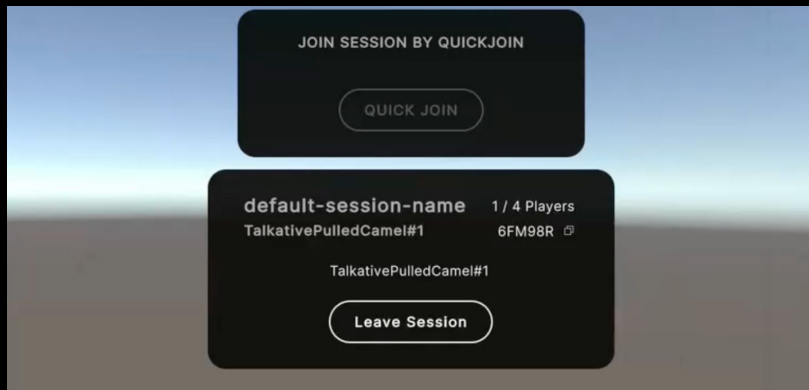 JOIN SESSION BY QUICKJOIN
QUICK JOIN
default-session-name 1 / 4 Players
TalkativePulledCamel#1 6FM98R
TalkativePulledCamel#1
Leave Session